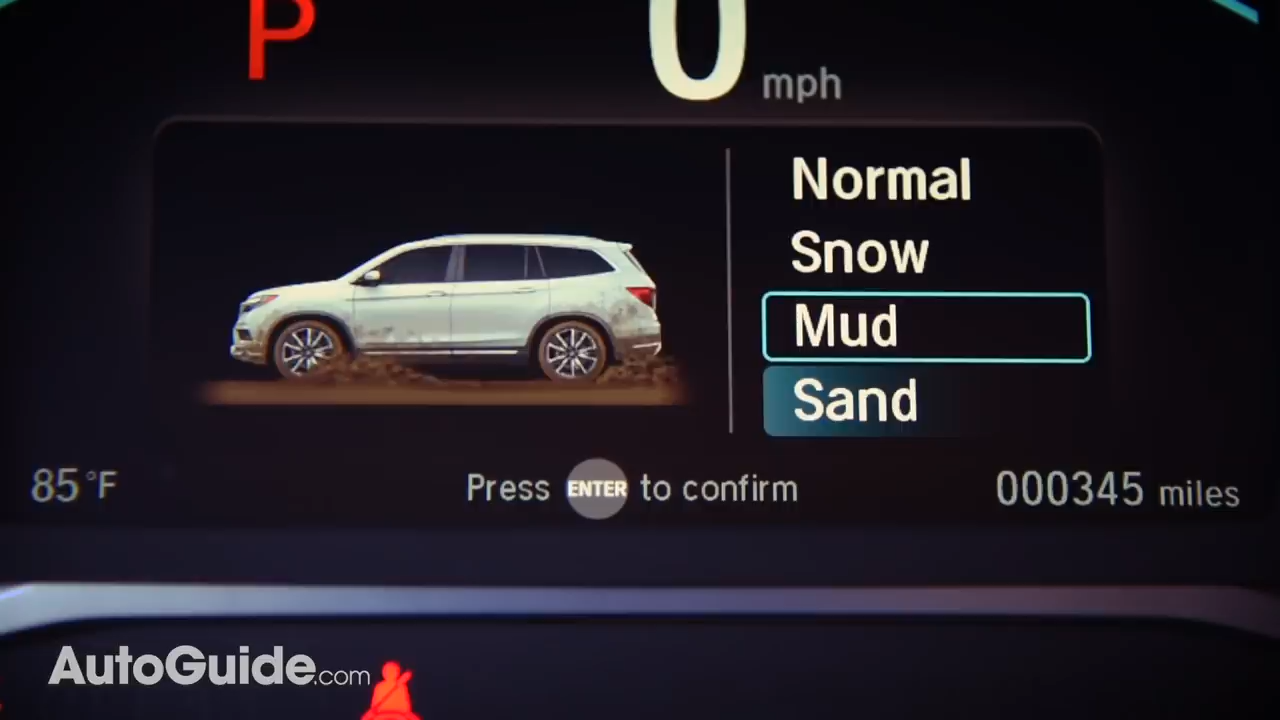 P
0 mph
Normal
Snow
Mud
Sand
85°F
Press ENTER to confirm
000345 miles
AutoGuide.com